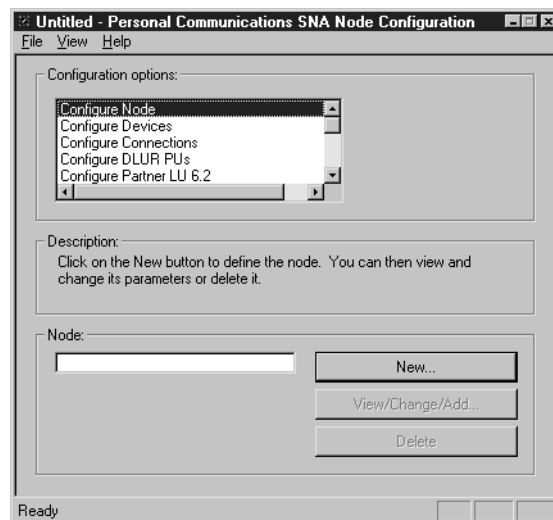 Untitled - Personal Communications SNA Node Configuration
File View Help
Configuration options:
Configure Node
Configure Devices
Configure Connections
Configure DLUR PUs
Configure Partner LU 6.2
Description:
Click on the New button to define the node. You can then view and
change its parameters or delete it.
Node:
New...
View/Change/Add...
Delete
Ready